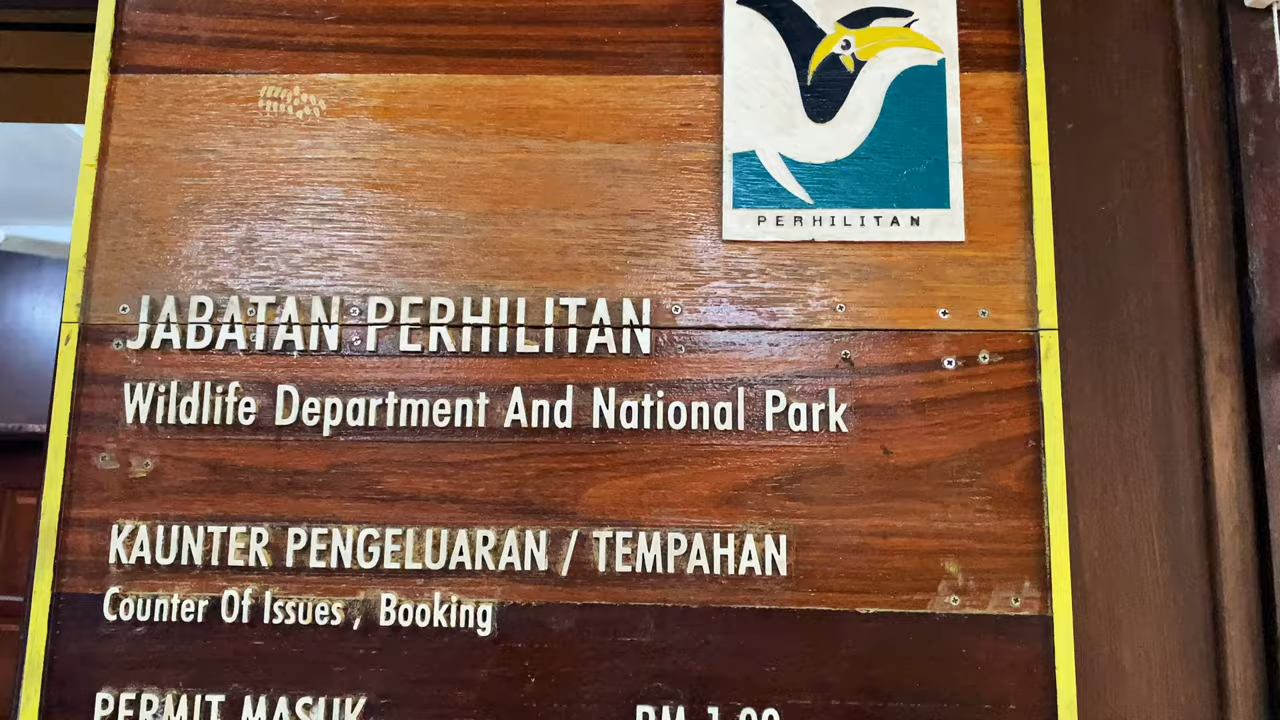 PERHILITAN
JABATAN PERHILITAN
Wildlife Department And National Park
KAUNTER PENGELUARAN / TEMPAHAN
Counter Of Issues , Booking
PERMIT MASUK RM 1.00